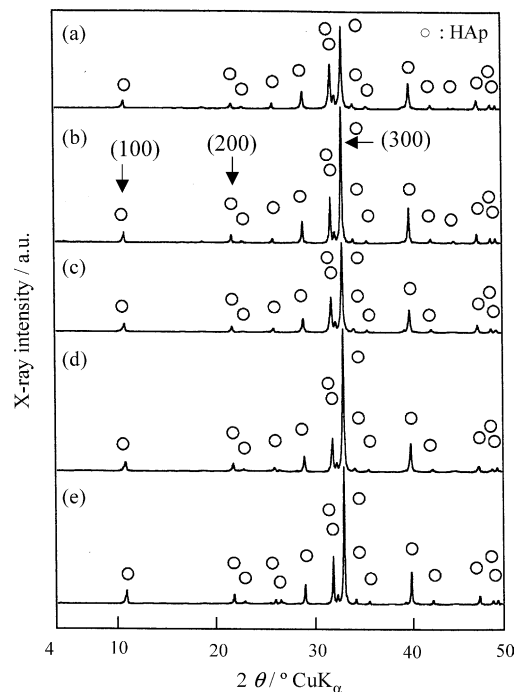 (a)
○ : HAp
(b)
(100)
(200)
(300)
(c)
(d)
(e)
X-ray intensity / a.u.
4 10 20 30 40 50
2 θ / ° CuKα